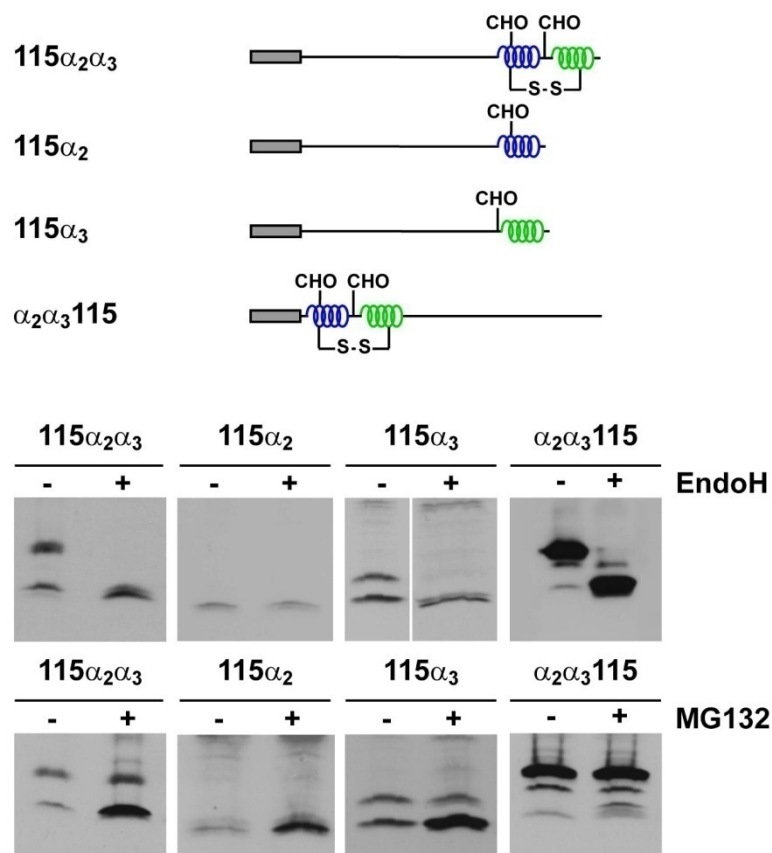 CHO CHO
115α₂α₃
S-S
CHO
115α₂
CHO
115α₃
CHO CHO
α₂α₃115
S-S
115α₂α₃ 115α₂ 115α₃ α₂α₃115
- + - + - + - + EndoH
115α₂α₃ 115α₂ 115α₃ α₂α₃115
- + - + - + - + MG132